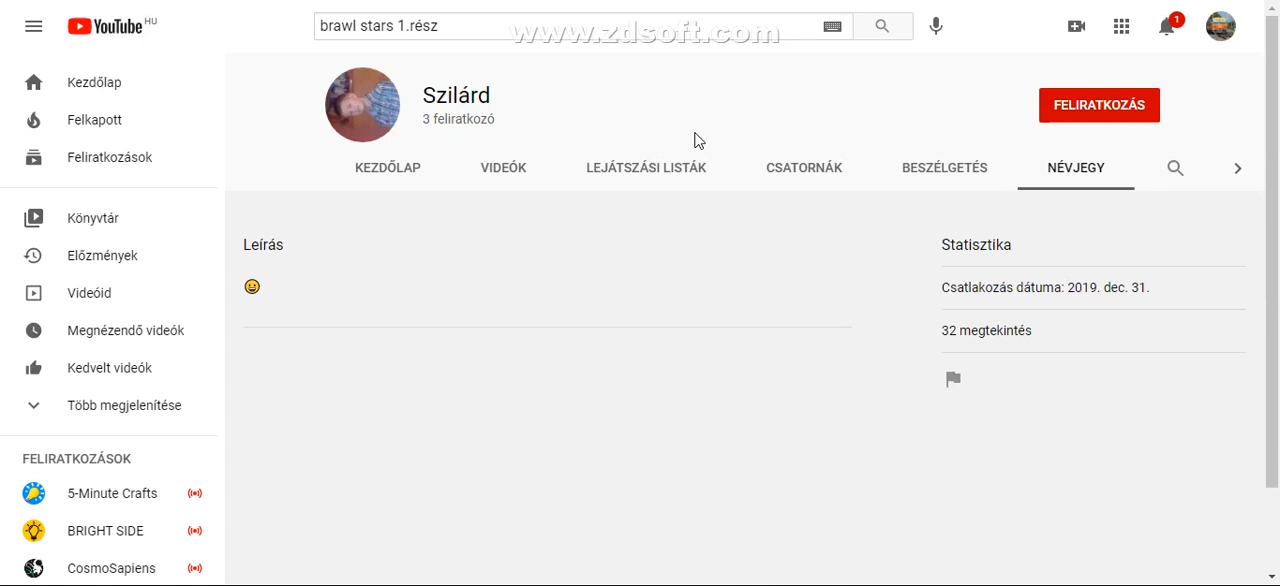 YouTube HU
brawl stars 1.rész
www.zdsoft.com
1
Kezdőlap
Felkapott
Feliratkozások
Könyvtár
Előzmények
Videóid
Megnézendő videók
Kedvelt videók
Több megjelenítése
FELIRATKOZÁSOK
5-Minute Crafts
BRIGHT SIDE
CosmoSapiens
Szilárd
3 feliratkozó
FELIRATKOZÁS
KEZDŐLAP VIDEÓK LEJÁTSZÁSI LISTÁK CSATORNÁK BESZÉLGETÉS NÉVJEGY
Leírás
Statisztika
Csatlakozás dátuma: 2019. dec. 31.
32 megtekintés